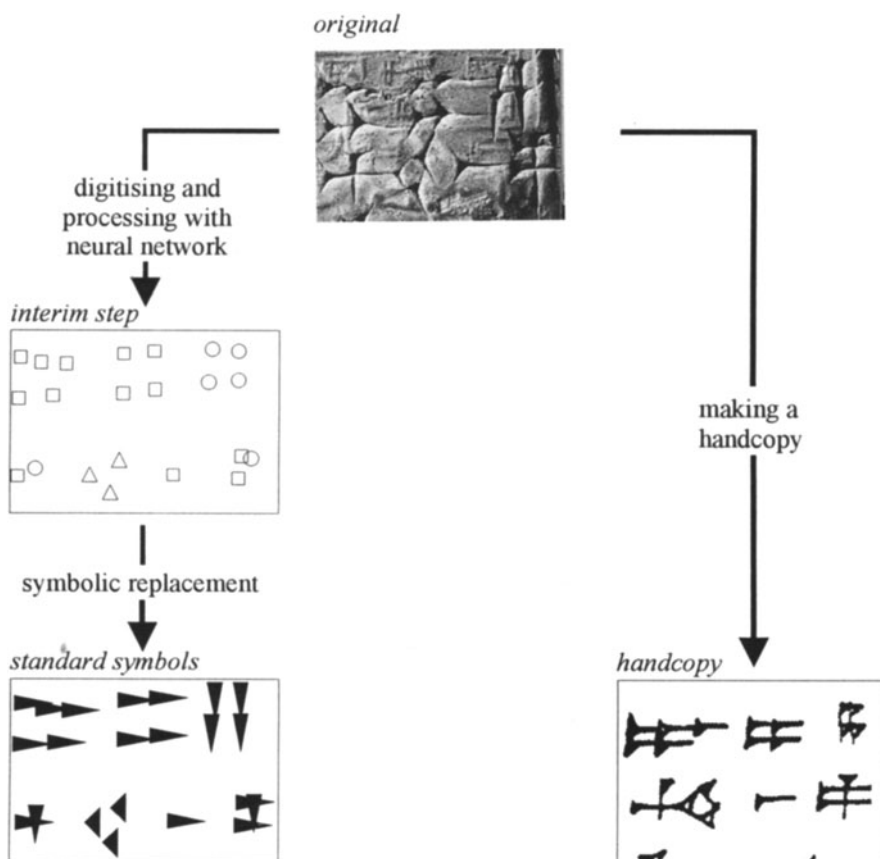 original
digitising and
processing with
neural network
interim step
making a
handcopy
symbolic replacement
standard symbols
handcopy